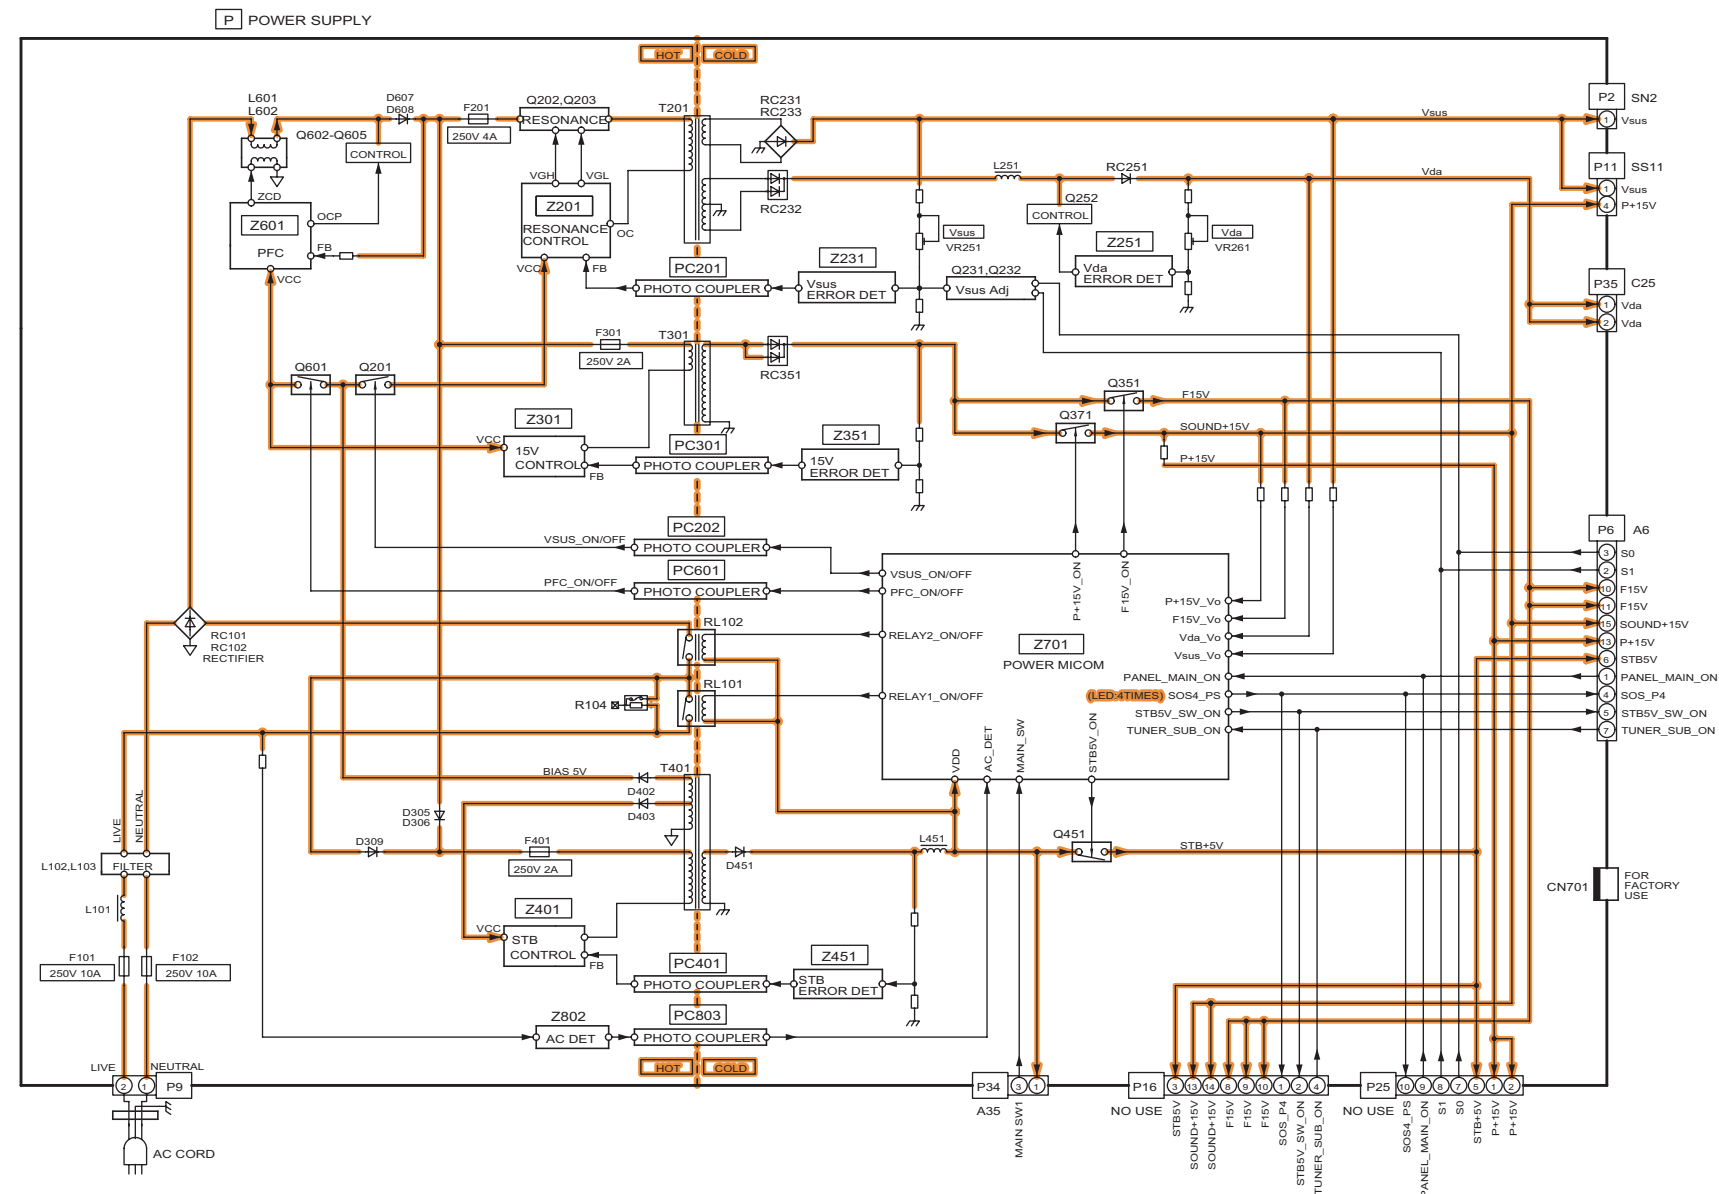 P POWER SUPPLY
HOT COLD
L601
L602
D607
D608
F201
250V 4A
Q202,Q203
RESONANCE
T201
RC231
RC233
Vsus
P2 SN2
1 Vsus
Q602-Q605
CONTROL
ZCD
Z601
PFC
OCP
FB
VCC
VGH VGL
Z201
RESONANCE
CONTROL
OC
VCC FB
RC232
L251
RC251
Q252
CONTROL
Vda
P11 SS11
1 Vsus
4 P+15V
Vsus
VR251
Z251
Vda
ERROR DET
Vda
VR261
PC201
PHOTO COUPLER
Z231
Vsus
ERROR DET
Q231,Q232
Vsus Adj
P35 C25
1 Vda
2 Vda
F301
250V 2A
T301
RC351
Q601 Q201
Q351
F15V
Q371
SOUND+15V
P+15V
Z301
VCC
15V
CONTROL
FB
PC301
PHOTO COUPLER
Z351
15V
ERROR DET
PC202
PHOTO COUPLER
VSUS_ON/OFF
PC601
PHOTO COUPLER
PFC_ON/OFF
VSUS_ON/OFF
PFC_ON/OFF
RELAY2_ON/OFF
RELAY1_ON/OFF
P+15V_ON
F15V_ON
Z701
POWER MICOM
P+15V_Vo
F15V_Vo
Vda_Vo
Vsus_Vo
PANEL_MAIN_ON
(LED:4TIMES) SOS4_PS
STB5V_SW_ON
TUNER_SUB_ON
VDD
AC_DET
MAIN_SW
STB5V_ON
P6 A6
3 S0
2 S1
10 F15V
11 F15V
15 SOUND+15V
13 P+15V
6 STB5V
1 PANEL_MAIN_ON
4 SOS_P4
5 STB5V_SW_ON
7 TUNER_SUB_ON
RC101
RC102
RECTIFIER
RL102
RL101
R104
BIAS 5V
T401
D402
D403
D305
D306
D309
F401
250V 2A
D451
L451
Q451
STB+5V
LIVE
NEUTRAL
L102,L103 FILTER
L101
F101
250V 10A
F102
250V 10A
Z401
VCC
STB
CONTROL
FB
PC401
PHOTO COUPLER
Z451
STB
ERROR DET
CN701
FOR
FACTORY
USE
Z802
AC DET
PC803
PHOTO COUPLER
HOT COLD
LIVE NEUTRAL
2 1 P9
AC CORD
P34 3 1
A35
MAIN SW1
P16 3 13 14 8 9 10 1 2 4
NO USE
STB5V
SOUND+15V
SOUND+15V
F15V
F15V
F15V
SOS_P4
STB5V_SW_ON
TUNER_SUB_ON
P25 10 9 8 7 5 1 2
NO USE
SOS4_PS
PANEL_MAIN_ON
S1
S0
STB+5V
P+15V
P+15V